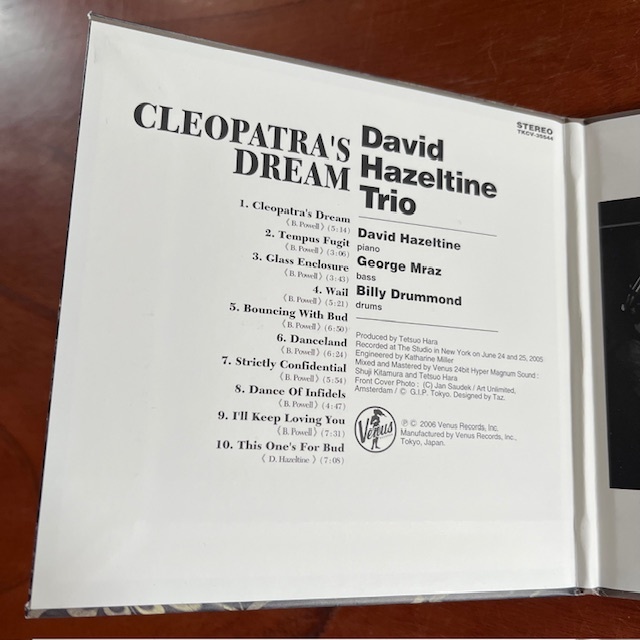 CLEOPATRA'S
DREAM
1. Cleopatra's Dream
《 B. Powell 》 (5:14)
2. Tempus Fugit
《 B. Powell 》 (3:06)
3. Glass Enclosure
《 B. Powell 》 (3:43)
4. Wail
《 B. Powell 》 (5:21)
5. Bouncing With Bud
《 B. Powell 》 (6:50)
6. Danceland
《 B. Powell 》 (6:24)
7. Strictly Confidential
《 B. Powell 》 (5:54)
8. Dance Of Infidels
《 B. Powell 》 (4:47)
9. I'll Keep Loving You
《 B. Powell 》 (7:31)
10. This One's For Bud
《 D. Hazeltine 》 (7:08)
David
Hazeltine
Trio
David Hazeltine
piano
George Mraz
bass
Billy Drummond
drums
Produced by Tetsuo Hara
Recorded at The Studio in New York on June 24 and 25, 2005
Engineered by Katharine Miller
Mixed and Mastered by Venus 24bit Hyper Magnum Sound :
Shuji Kitamura and Tetsuo Hara
Front Cover Photo : (C) Jan Saudek / Art Unlimited,
Amsterdam / © G.I.P. Tokyo. Designed by Taz.
Venus
℗ © 2006 Venus Records, Inc.
Manufactured by Venus Records, Inc.,
Tokyo, Japan.
STEREO
TKCV-35544